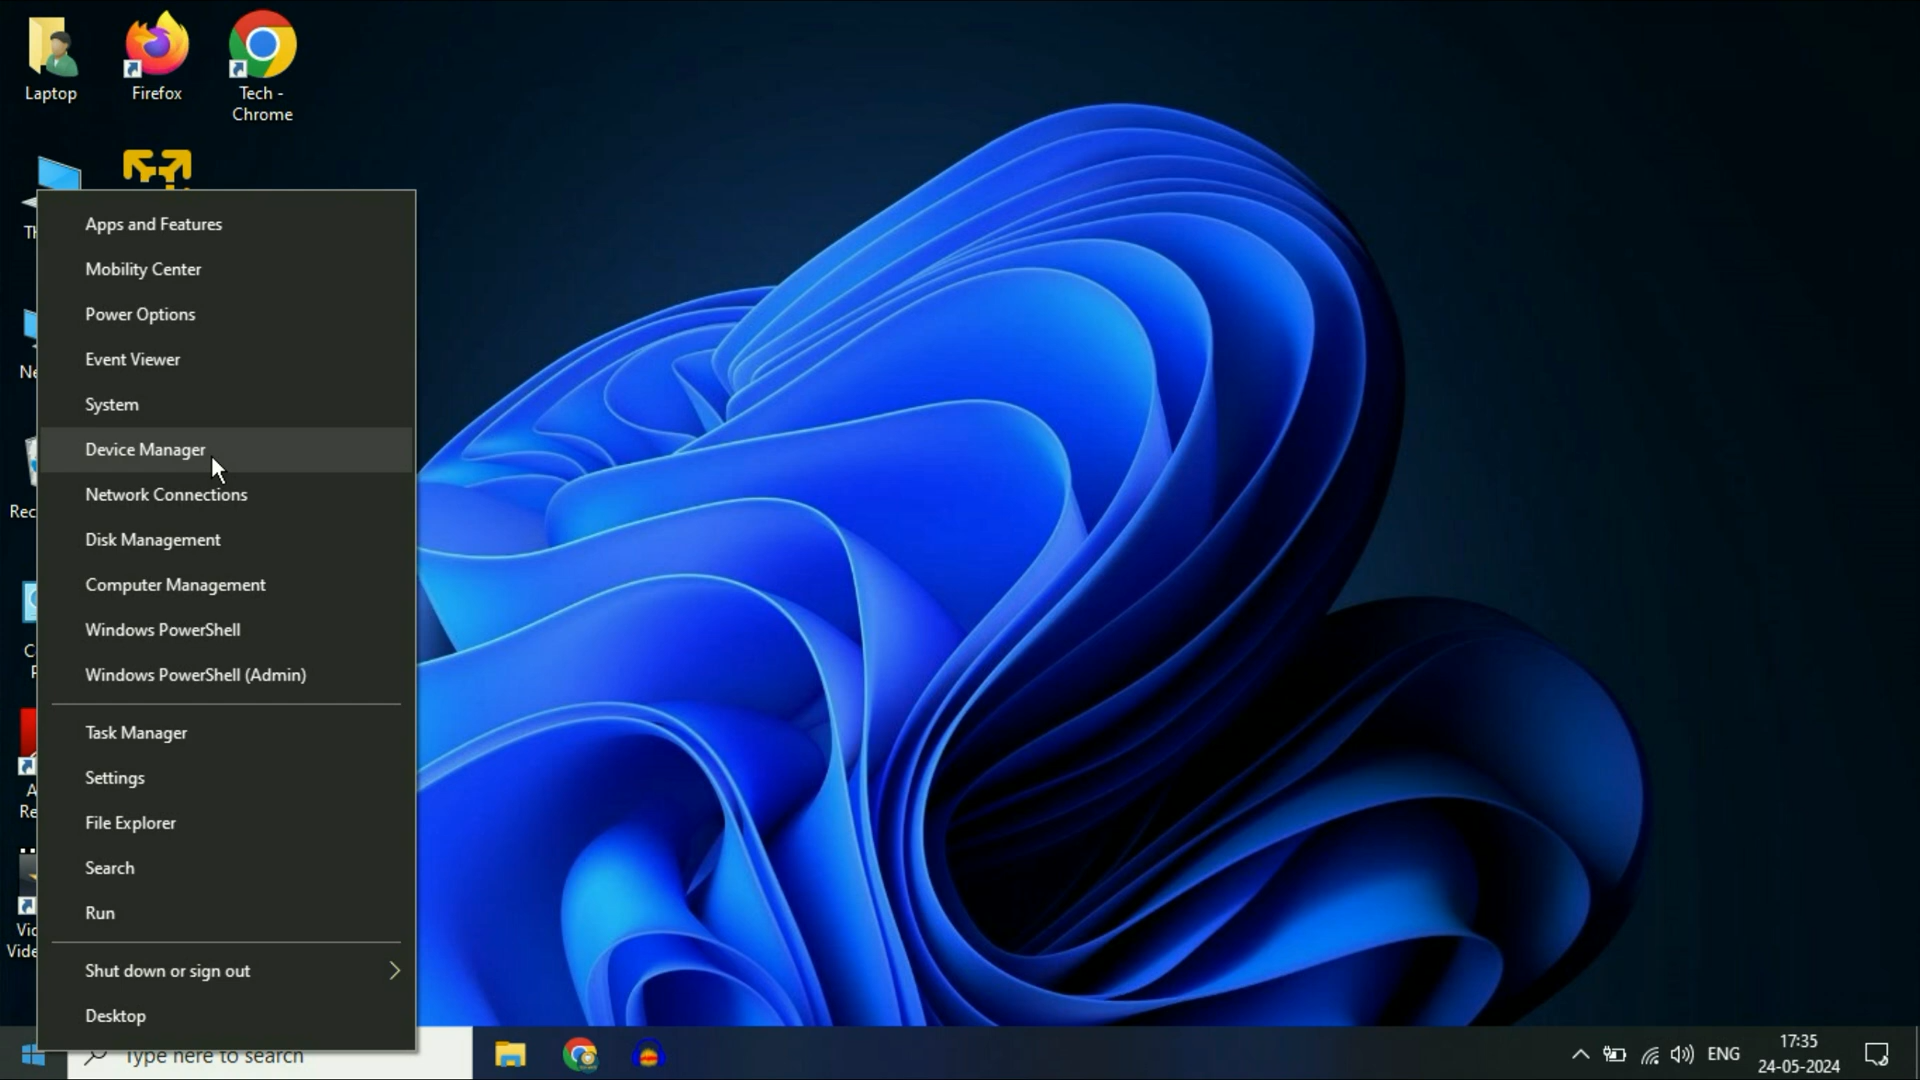 Laptop
Firefox
Tech -
Chrome
Apps and Features
Mobility Center
Power Options
Event Viewer
System
Device Manager
Network Connections
Disk Management
Computer Management
Windows PowerShell
Windows PowerShell (Admin)
Task Manager
Settings
File Explorer
Search
Run
Shut down or sign out
Desktop
Type here to search
ENG
17:35
24-05-2024